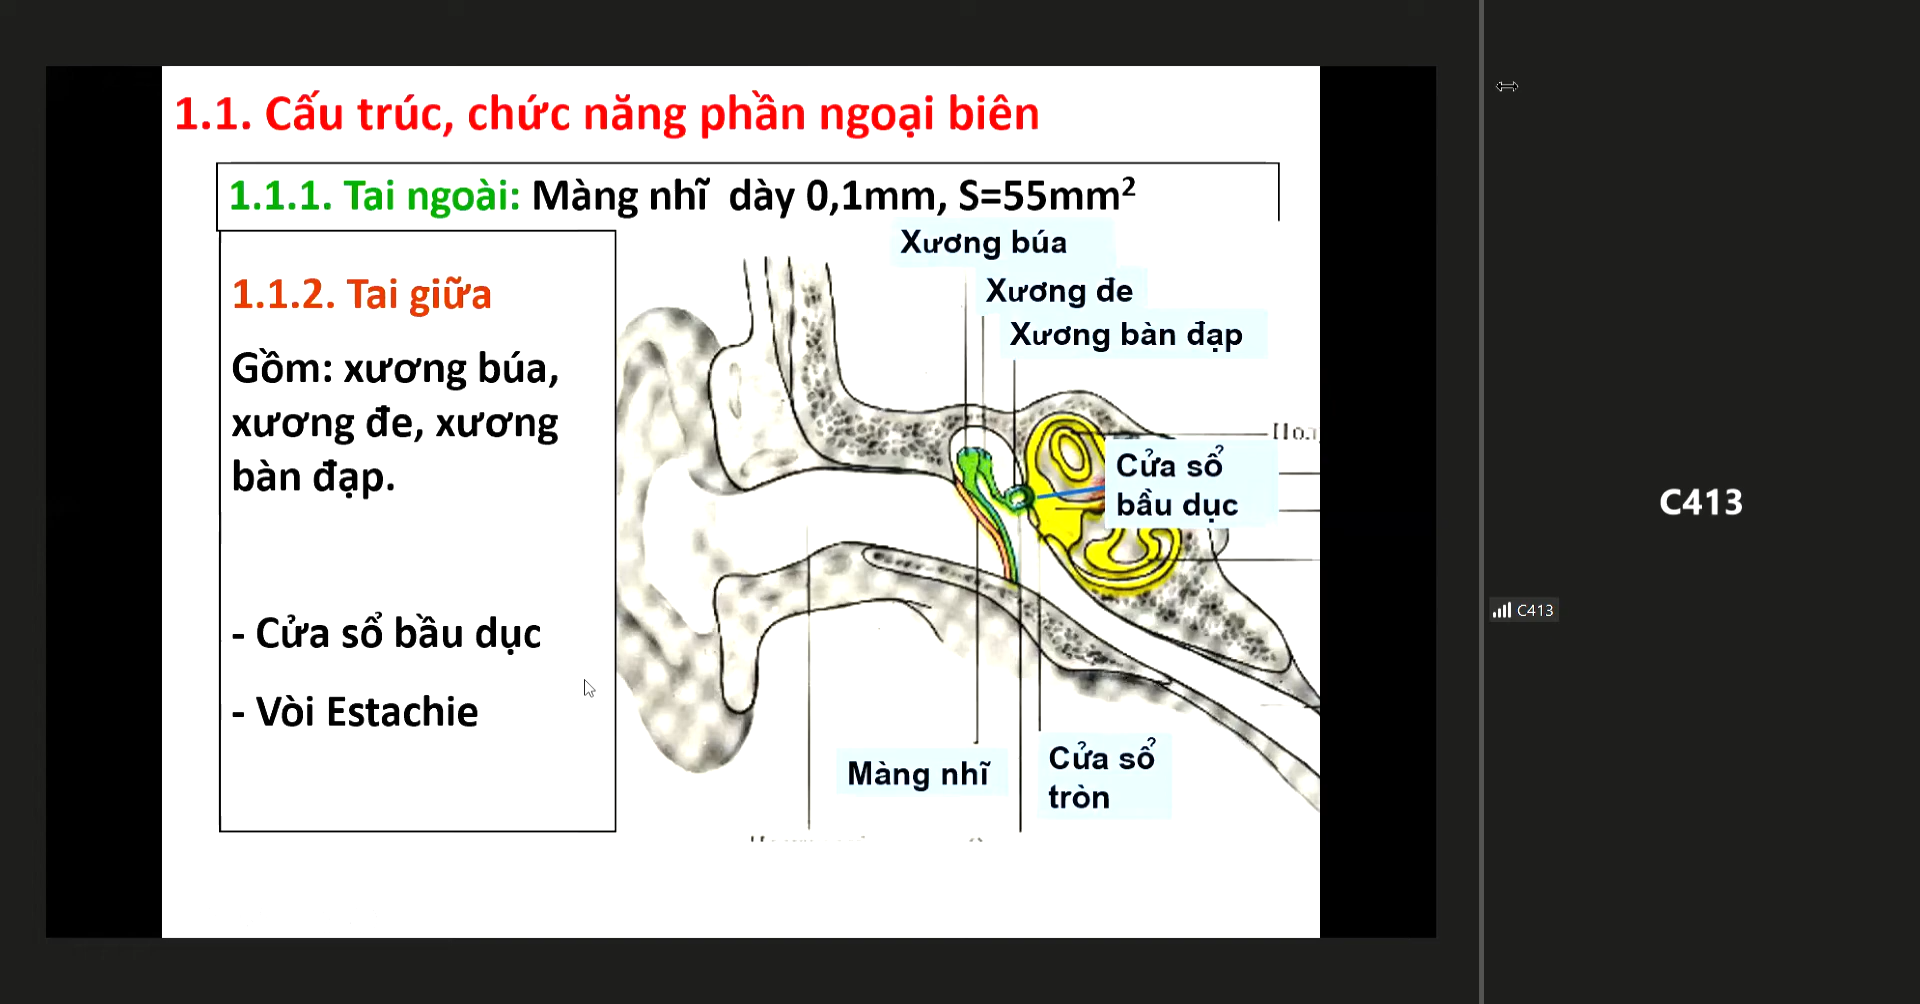 1.1. Cấu trúc, chức năng phần ngoại biên
1.1.1. Tai ngoài: Màng nhĩ dày 0,1mm, S=55mm²
1.1.2. Tai giữa
Gồm: xương búa,
xương đe, xương
bàn đạp.
- Cửa sổ bầu dục
- Vòi Estachie
Xương búa
Xương đe
Xương bàn đạp
Cửa sổ
bầu dục
Màng nhĩ
Cửa sổ
tròn
C413
C413